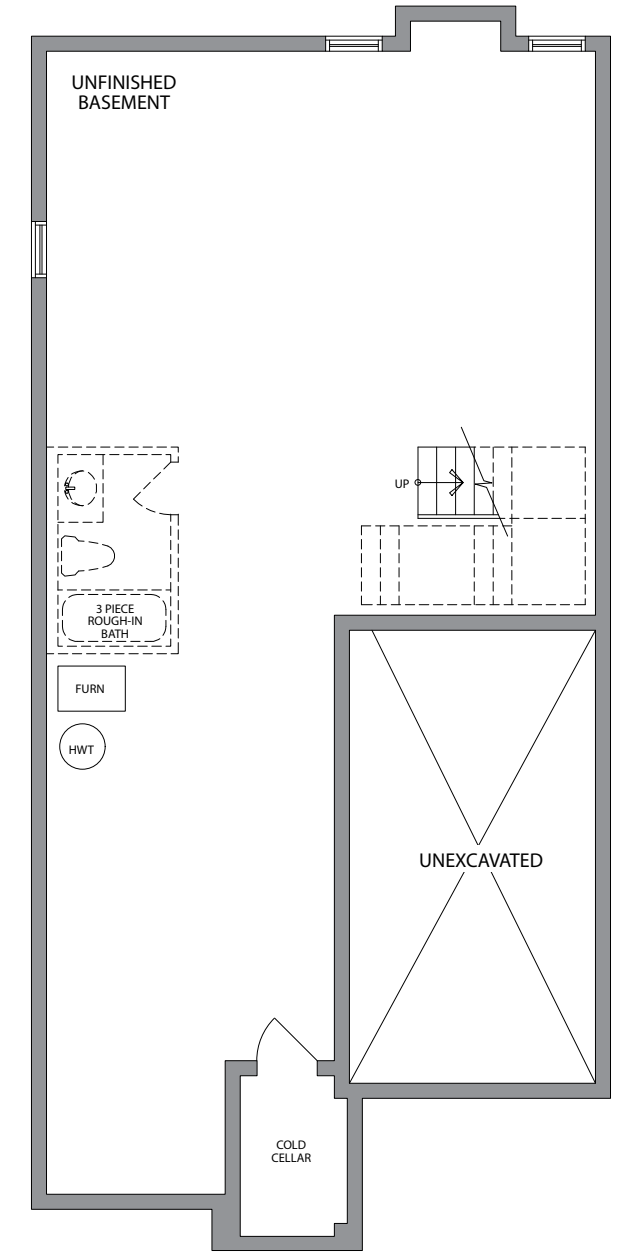 UNFINISHED
BASEMENT
UP
3 PIECE
ROUGH-IN
BATH
FURN
HWT
UNEXCAVATED
COLD
CELLAR